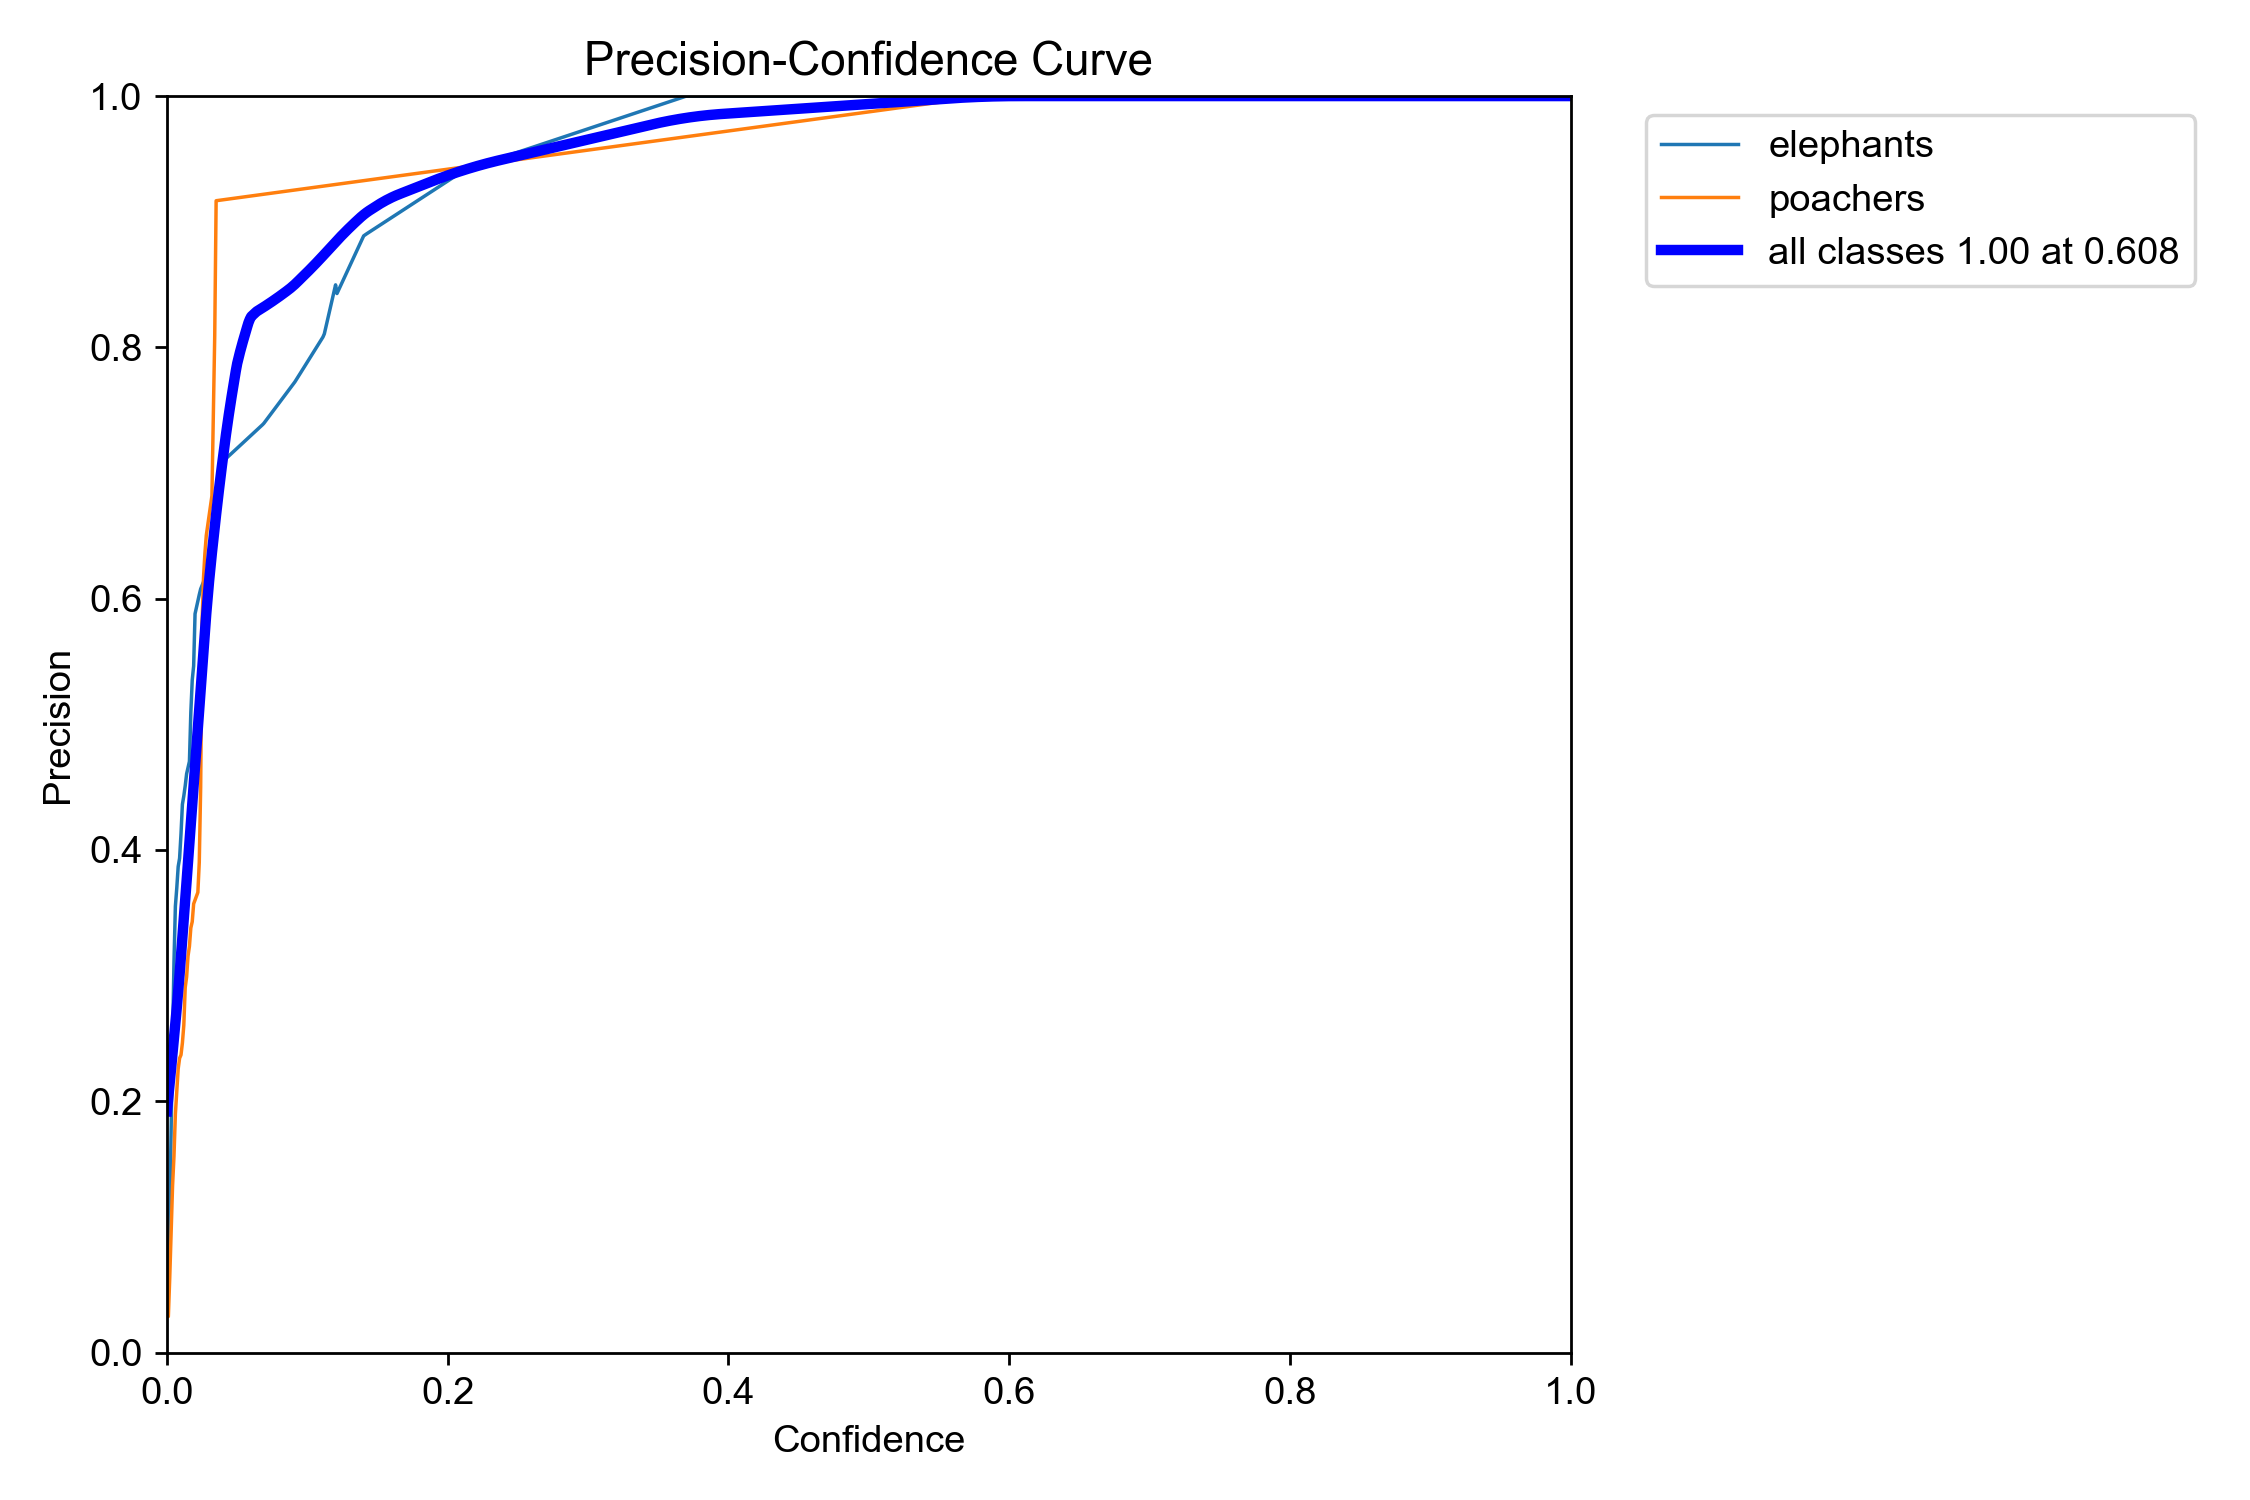 Precision-Confidence Curve
1.0
0.8
0.6
0.4
0.2
0.0
Precision
0.0 0.2 0.4 0.6 0.8 1.0
Confidence
elephants
poachers
all classes 1.00 at 0.608